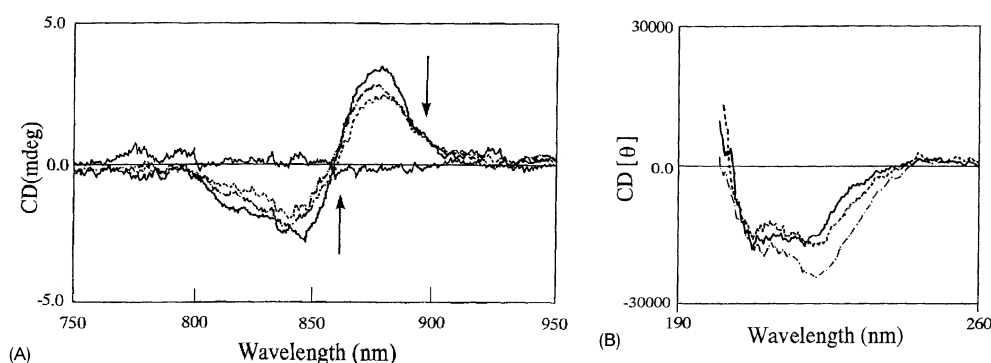 5.0
0.0
-5.0
CD(mdeg)
750
800
850
900
950
Wavelength (nm)
(A)
30000
0.0
-30000
CD [θ]
190
260
Wavelength (nm)
(B)